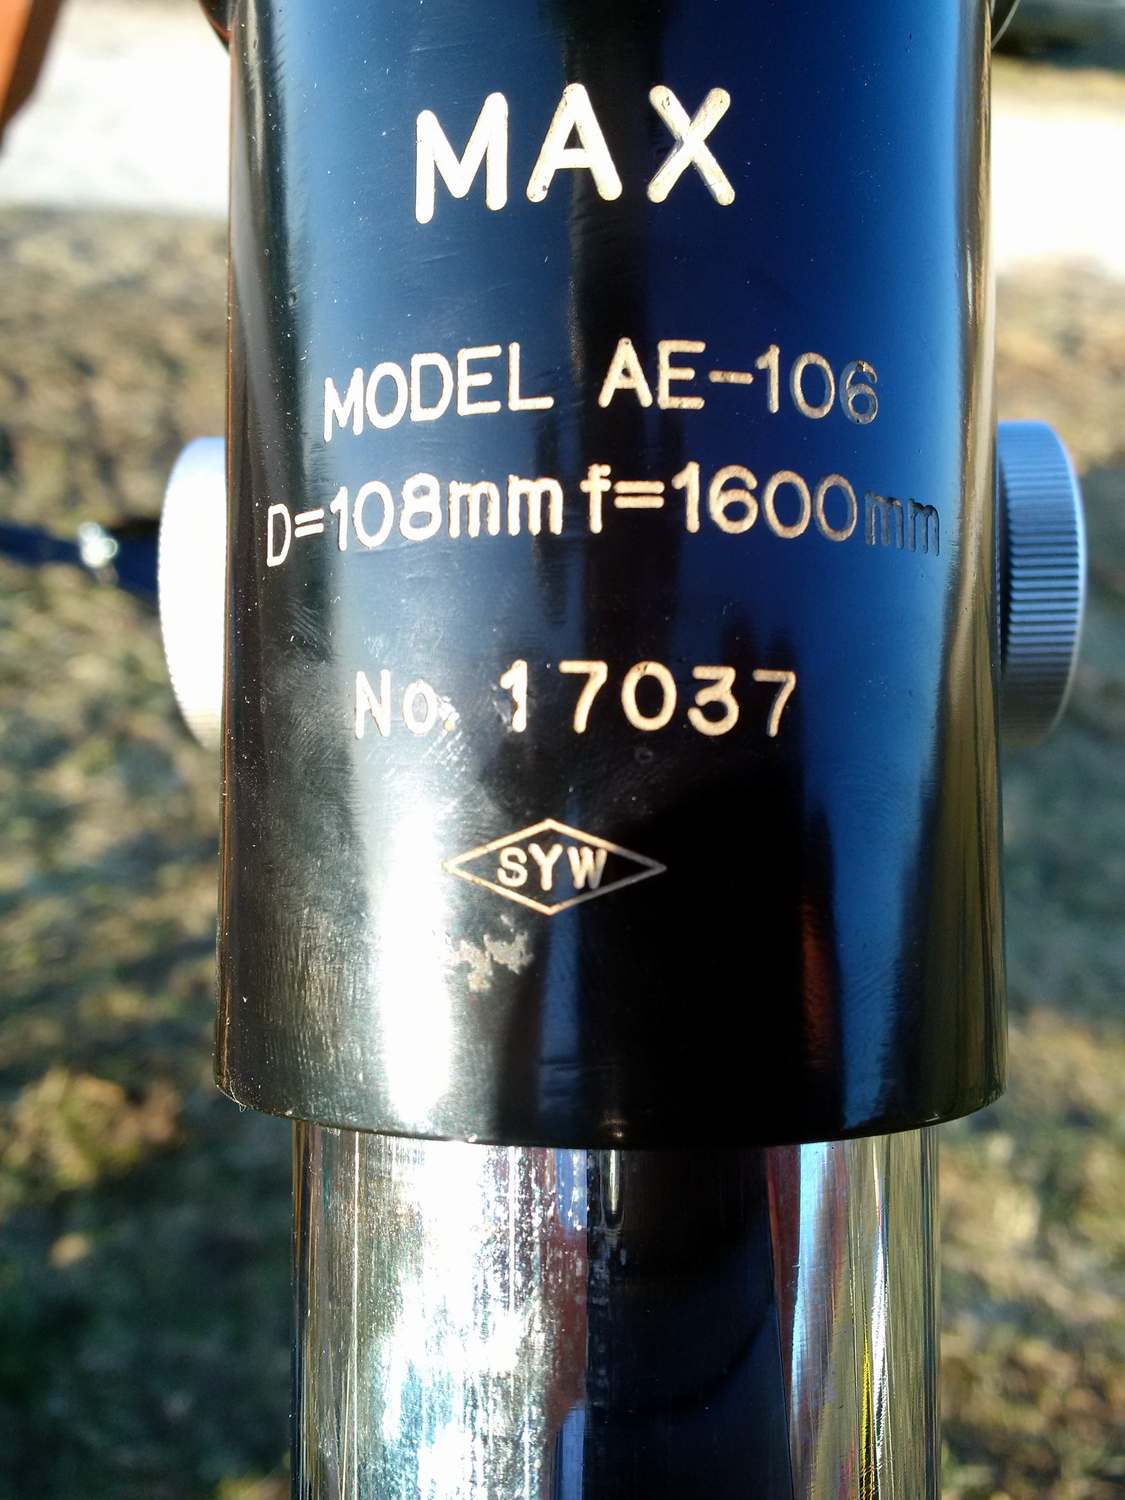 MAX
MODEL AE-106
D=108mm f=1600mm
No. 17037
SYW